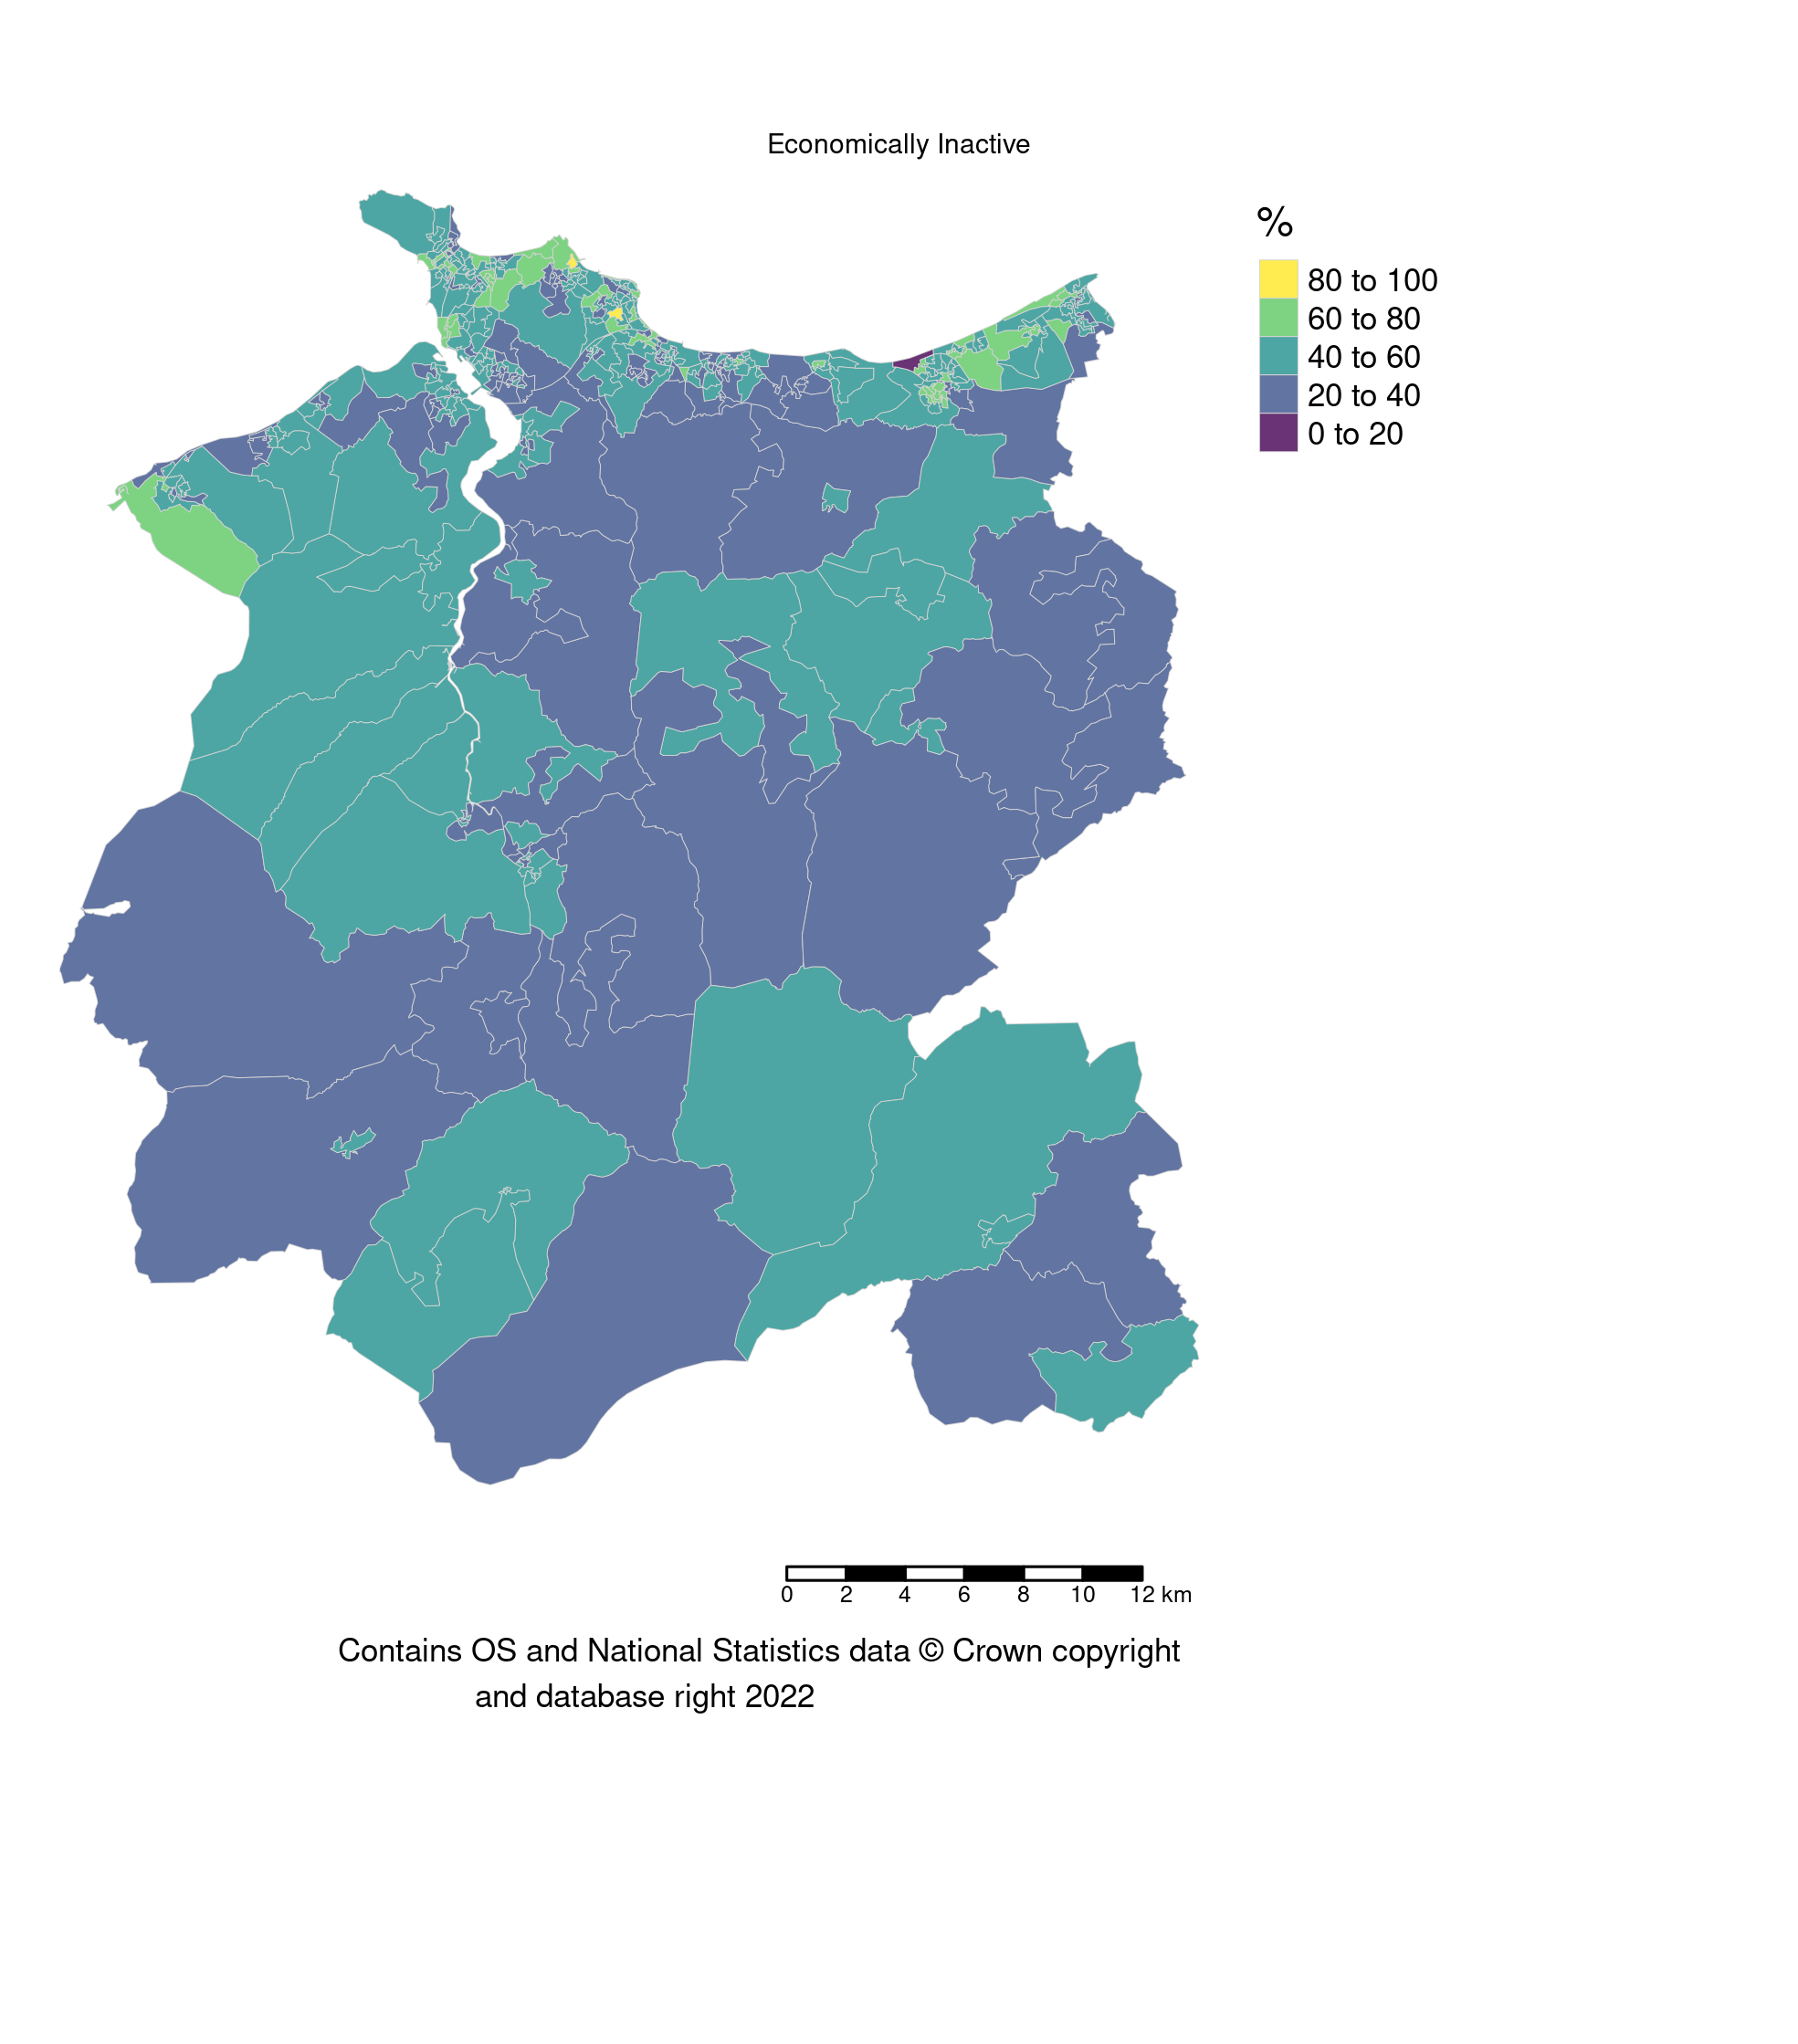 Economically Inactive
%
80 to 100
60 to 80
40 to 60
20 to 40
0 to 20
0 2 4 6 8 10 12 km
Contains OS and National Statistics data © Crown copyright
and database right 2022